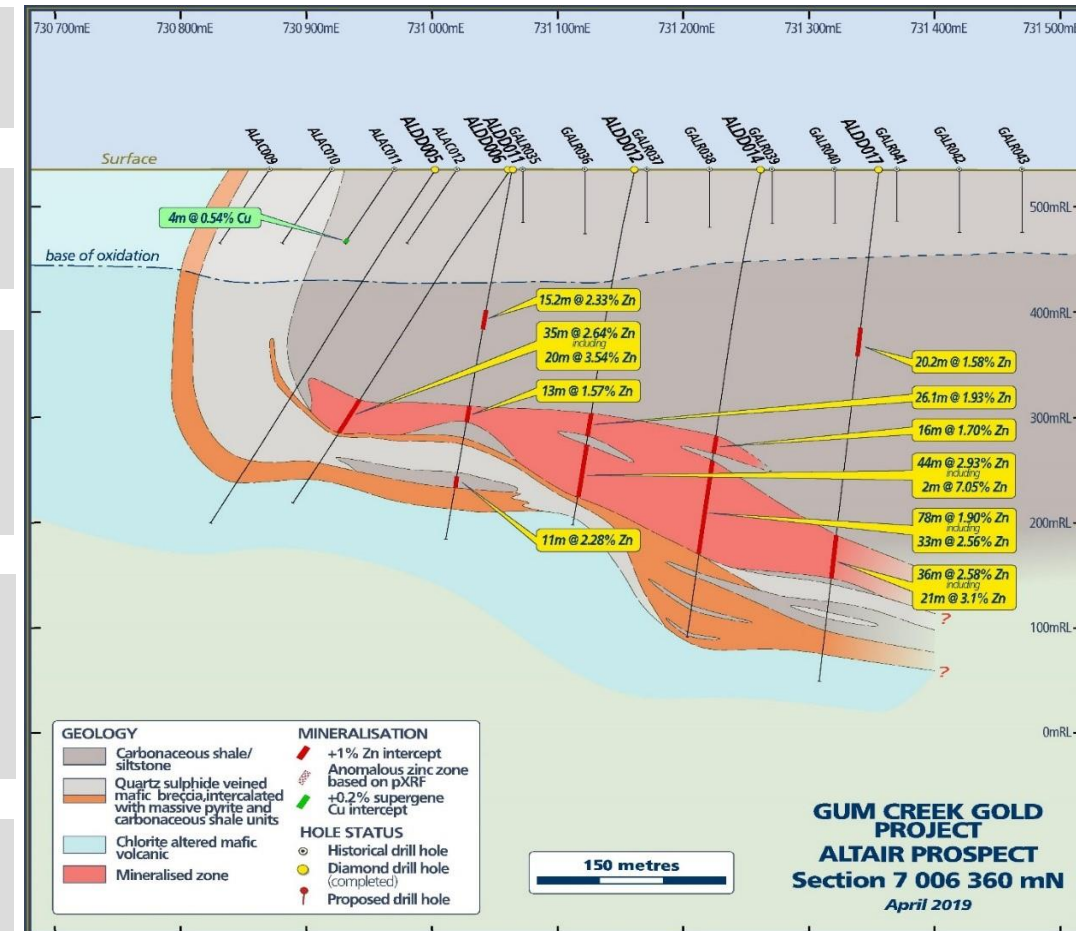 730 700mE
730 800mE
730 900mE
731 000mE
731 100mE
731 200mE
731 300mE
731 400mE
731 500mE
ALAC009
ALAC010
ALAC011
ALDD005
ALAC012
ALDD006
ALDD011
GALR035
GALR036
ALDD012
GALR037
GALR038
ALDD014
GALR039
GALR040
ALDD017
GALR041
GALR042
GALR043
Surface
500mRL
4m @ 0.54% Cu
base of oxidation
400mRL
15.2m @ 2.33% Zn
35m @ 2.64% Zn
including
20m @ 3.54% Zn
13m @ 1.57% Zn
20.2m @ 1.58% Zn
26.1m @ 1.93% Zn
300mRL
16m @ 1.70% Zn
44m @ 2.93% Zn
including
2m @ 7.05% Zn
200mRL
78m @ 1.90% Zn
including
33m @ 2.56% Zn
11m @ 2.28% Zn
36m @ 2.58% Zn
including
21m @ 3.1% Zn
?
100mRL
?
0mRL
GEOLOGY
Carbonaceous shale/
siltstone
Quartz sulphide veined
mafic breccia,intercalated
with massive pyrite and
carbonaceous shale units
Chlorite altered mafic
volcanic
Mineralised zone
MINERALISATION
+1% Zn intercept
Anomalous zinc zone
based on pXRF
+0.2% supergene
Cu intercept
HOLE STATUS
Historical drill hole
Diamond drill hole
(completed)
Proposed drill hole
150 metres
GUM CREEK GOLD
PROJECT
ALTAIR PROSPECT
Section 7 006 360 mN
April 2019